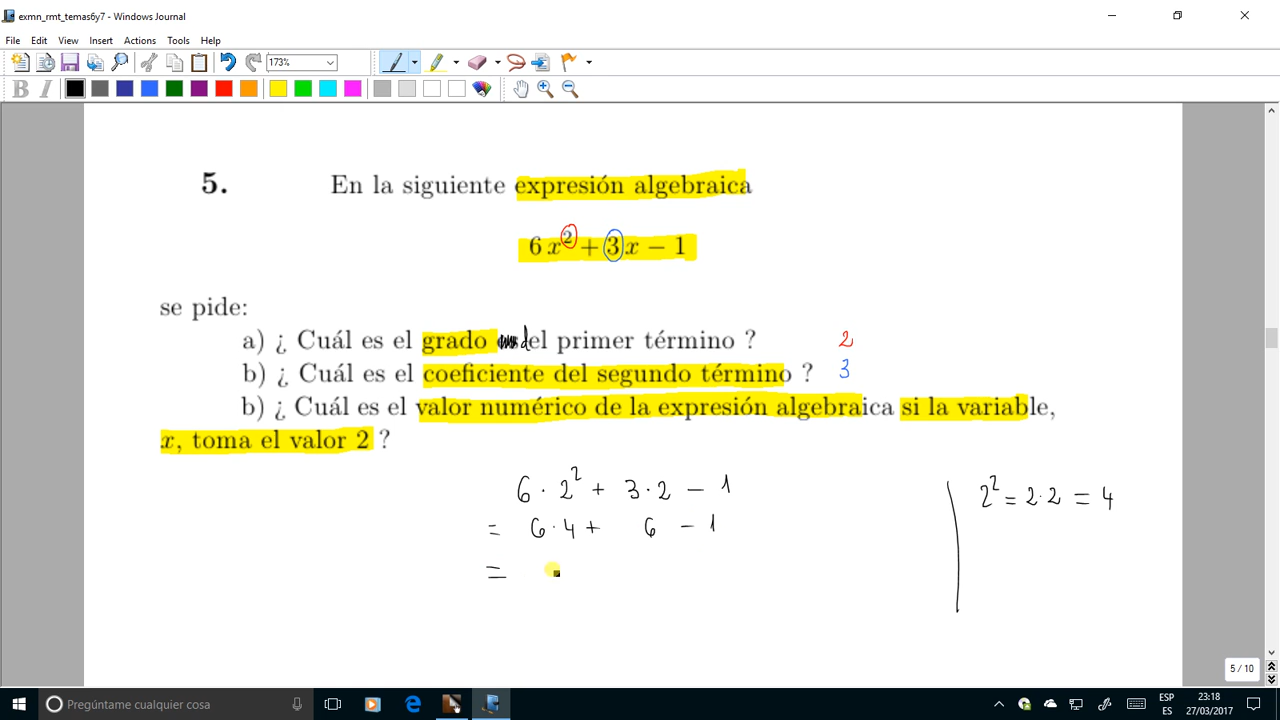 exmn_rmt_temas6y7 - Windows Journal
File Edit View Insert Actions Tools Help
173%
B I
5. En la siguiente expresión algebraica
6 x² + 3 x − 1
se pide:
a) ¿ Cuál es el grado del primer término ? 2
b) ¿ Cuál es el coeficiente del segundo término ? 3
b) ¿ Cuál es el valor numérico de la expresión algebraica si la variable,
x, toma el valor 2 ?
6 · 2² + 3 · 2 − 1
2² = 2 · 2 = 4
= 6 · 4 + 6 − 1
=
5 / 10
Pregúntame cualquier cosa
ESP
ES
23:18
27/03/2017